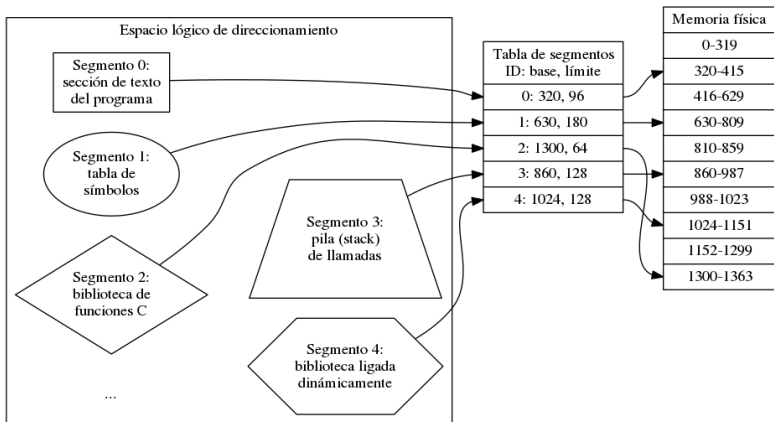 Espacio lógico de direccionamiento
Segmento 0:
sección de texto
del programa
Segmento 1:
tabla de
símbolos
Segmento 2:
biblioteca de
funciones C
...
Segmento 3:
pila (stack)
de llamadas
Segmento 4:
biblioteca ligada
dinámicamente
Tabla de segmentos
ID: base, límite
0: 320, 96
1: 630, 180
2: 1300, 64
3: 860, 128
4: 1024, 128
Memoria física
0-319
320-415
416-629
630-809
810-859
860-987
988-1023
1024-1151
1152-1299
1300-1363